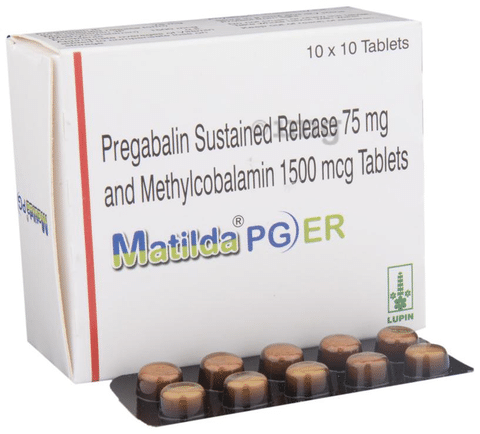 10 x 10 Tablets
Pregabalin Sustained Release 75 mg
and Methylcobalamin 1500 mcg Tablets
Matilda® PG ER
LUPIN